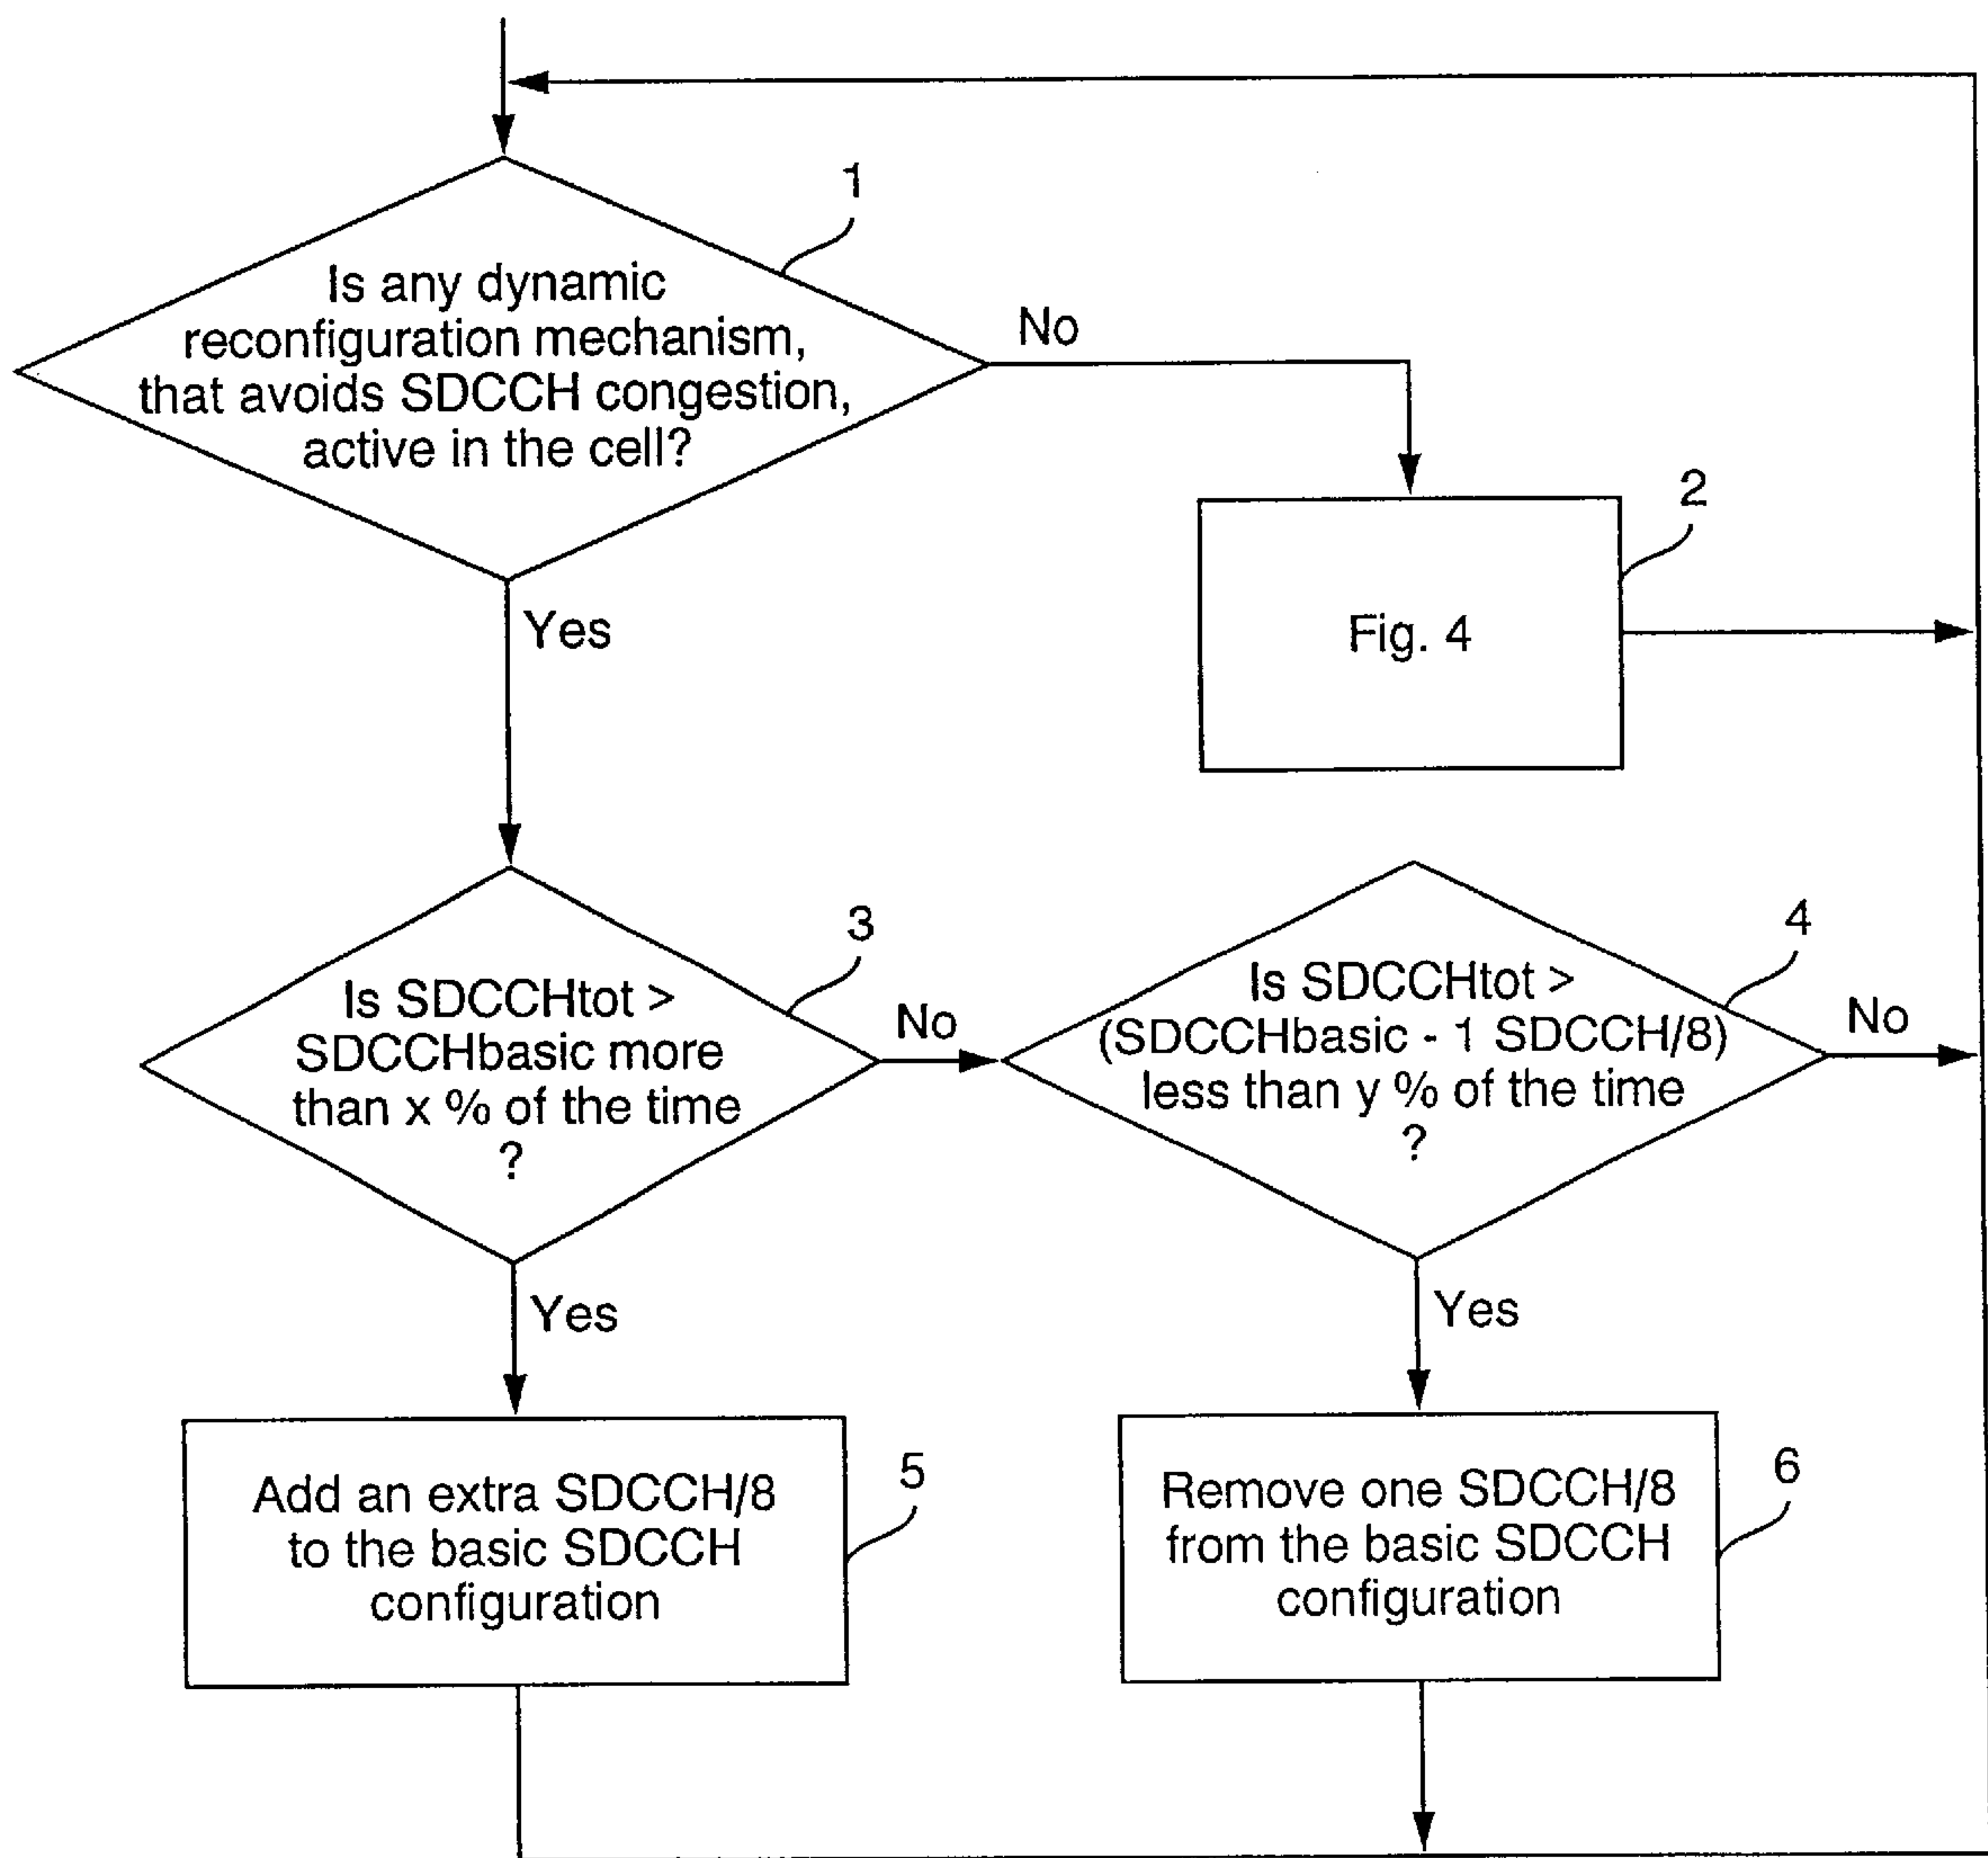 1
Is any dynamic
reconfiguration mechanism,
that avoids SDCCH congestion,
active in the cell?
No
2
Fig. 4
Yes
3
Is SDCCHtot >
SDCCHbasic more
than x % of the time
?
No
4
Is SDCCHtot >
(SDCCHbasic - 1 SDCCH/8)
less than y % of the time
?
No
Yes
Yes
5
Add an extra SDCCH/8
to the basic SDCCH
configuration
6
Remove one SDCCH/8
from the basic SDCCH
configuration